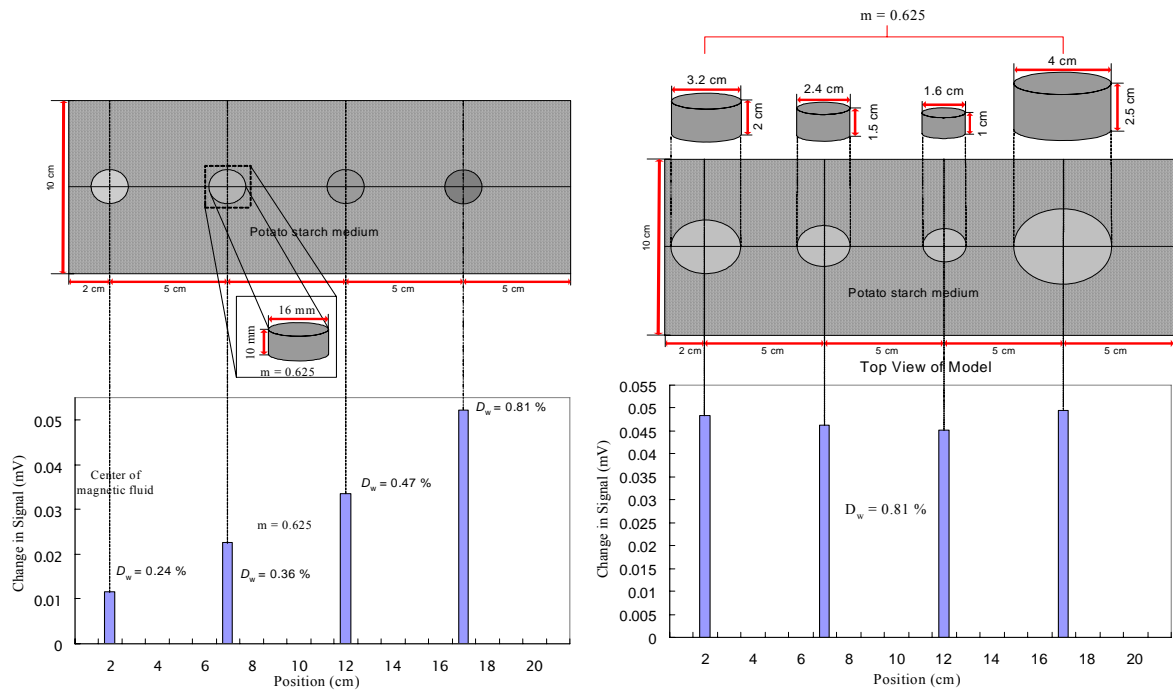 10 cm
Potato starch medium
2 cm
5 cm
5 cm
5 cm
16 mm
10 mm
m = 0.625
0.05
0.04
0.03
0.02
0.01
0
Change in Signal (mV)
Center of
magnetic fluid
D_w = 0.24 %
D_w = 0.36 %
D_w = 0.47 %
D_w = 0.81 %
m = 0.625
2 4 6 8 10 12 14 16 18 20
Position (cm)
m = 0.625
3.2 cm
2 cm
2.4 cm
1.5 cm
1.6 cm
1 cm
4 cm
2.5 cm
10 cm
Potato starch medium
2 cm
5 cm
5 cm
5 cm
5 cm
Top View of Model
0.055
0.05
0.045
0.04
0.035
0.03
0.025
0.02
0.015
0.01
0.005
0
Change in Signal (mV)
D_w = 0.81 %
2 4 6 8 10 12 14 16 18 20
Position (cm)